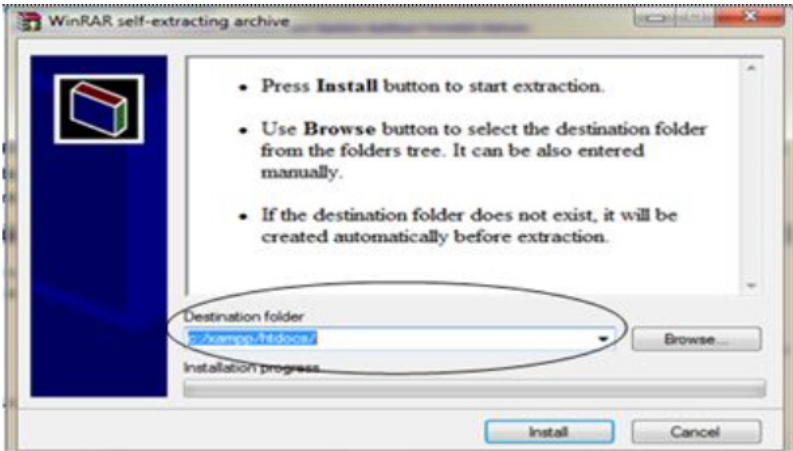 WinRAR self-extracting archive
• Press Install button to start extraction.
• Use Browse button to select the destination folder
from the folders tree. It can be also entered
manually.
• If the destination folder does not exist, it will be
created automatically before extraction.
Destination folder
c:/xampp/htdocs/
Browse...
Installation progress
Install
Cancel